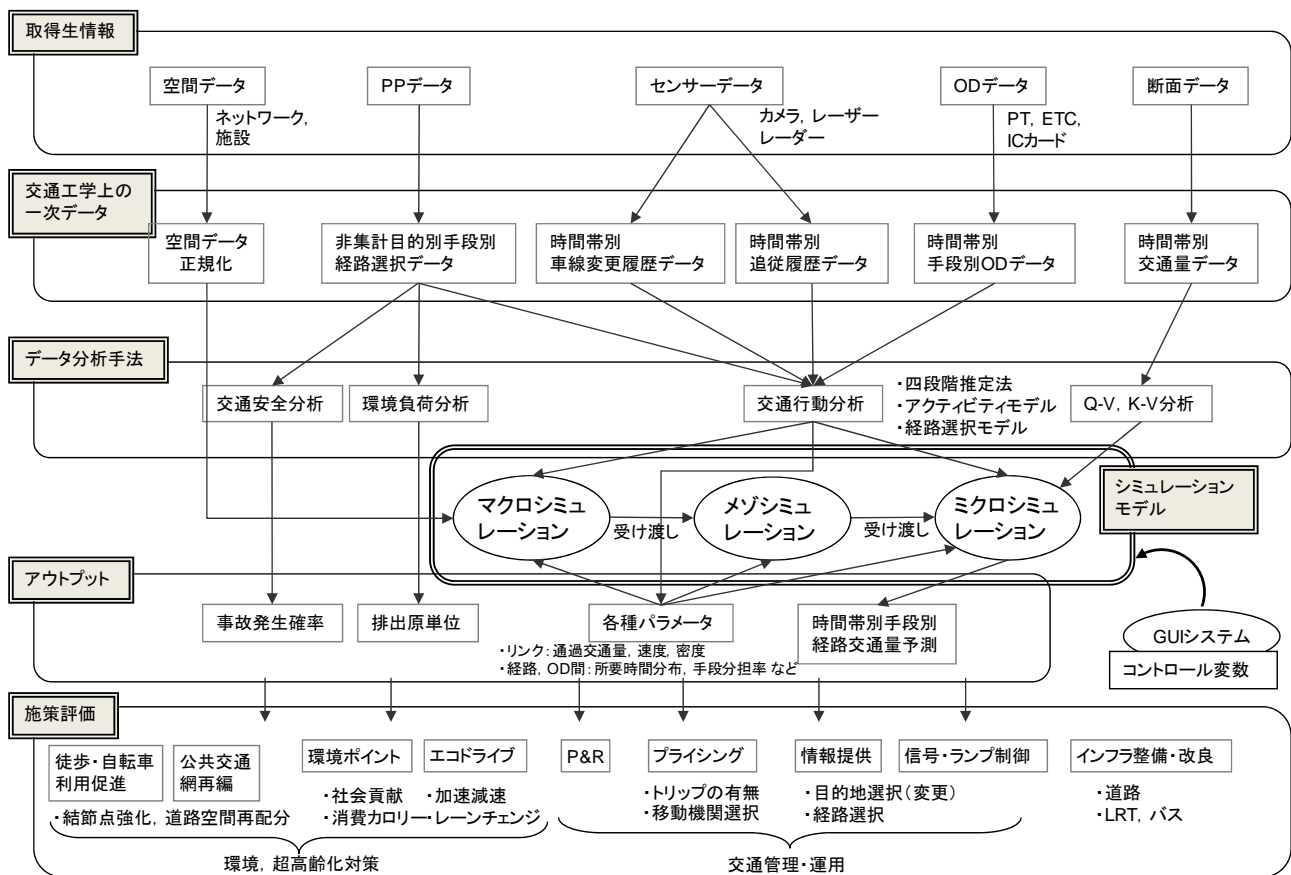 取得生情報
空間データ
PPデータ
センサーデータ
ODデータ
断面データ
ネットワーク,
施設
カメラ, レーザー
レーダー
PT, ETC,
ICカード
交通工学上の
一次データ
空間データ
正規化
非集計目的別手段別
経路選択データ
時間帯別
車線変更履歴データ
時間帯別
追従履歴データ
時間帯別
手段別ODデータ
時間帯別
交通量データ
データ分析手法
交通安全分析
環境負荷分析
交通行動分析
・四段階推定法
・アクティビティモデル
・経路選択モデル
Q-V, K-V分析
シミュレーション
モデル
マクロシミュ
レーション
受け渡し
メゾシミュ
レーション
受け渡し
ミクロシミュ
レーション
アウトプット
事故発生確率
排出原単位
各種パラメータ
・リンク:通過交通量, 速度, 密度
・経路, OD間:所要時間分布, 手段分担率 など
時間帯別手段別
経路交通量予測
GUIシステム
コントロール変数
施策評価
徒歩・自転車
利用促進
公共交通
網再編
・結節点強化, 道路空間再配分
環境ポイント
・社会貢献
・消費カロリー
エコドライブ
・加速減速
・レーンチェンジ
環境, 超高齢化対策
P&R
プライシング
・トリップの有無
・移動機関選択
情報提供
・目的地選択(変更)
・経路選択
信号・ランプ制御
交通管理・運用
インフラ整備・改良
・道路
・LRT, バス